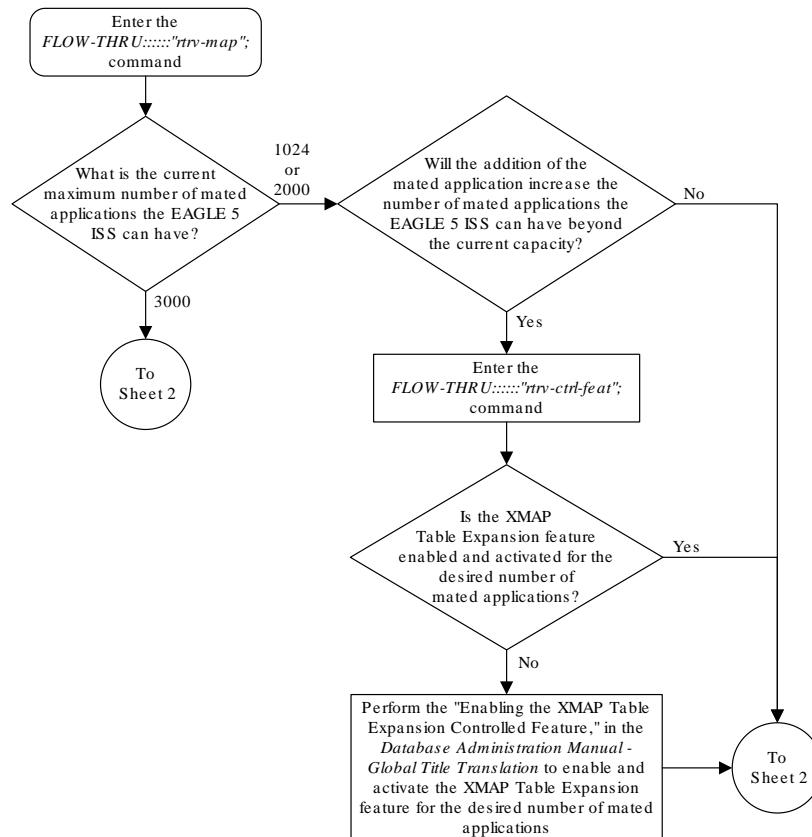 Enter the
FLOW-THRU::::::"rtrv-map";
command
What is the current
maximum number of mated
applications the EAGLE 5
ISS can have?
1024
or
2000
3000
To
Sheet 2
Will the addition of the
mated application increase the
number of mated applications the
EAGLE 5 ISS can have beyond
the current capacity?
No
Yes
Enter the
FLOW-THRU::::::"rtrv-ctrl-feat";
command
Is the XMAP
Table Expansion feature
enabled and activated for the
desired number of
mated applications?
Yes
No
Perform the "Enabling the XMAP Table
Expansion Controlled Feature," in the
Database Administration Manual -
Global Title Translation to enable and
activate the XMAP Table Expansion
feature for the desired number of mated
applications
To
Sheet 2